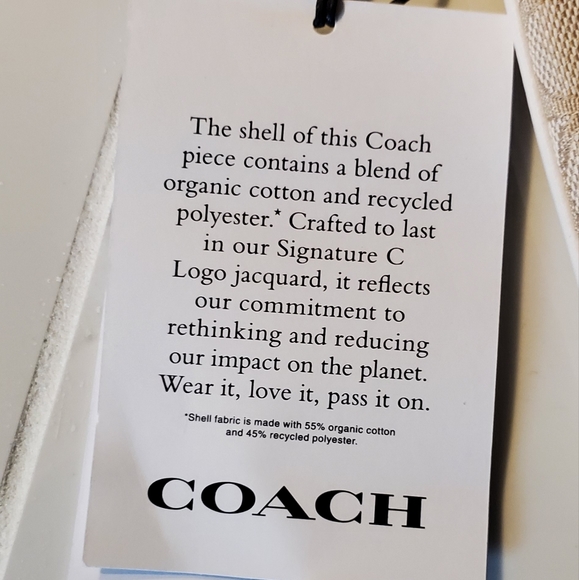 The shell of this Coach
piece contains a blend of
organic cotton and recycled
polyester.* Crafted to last
in our Signature C
Logo jacquard, it reflects
our commitment to
rethinking and reducing
our impact on the planet.
Wear it, love it, pass it on.
*Shell fabric is made with 55% organic cotton
and 45% recycled polyester.
COACH